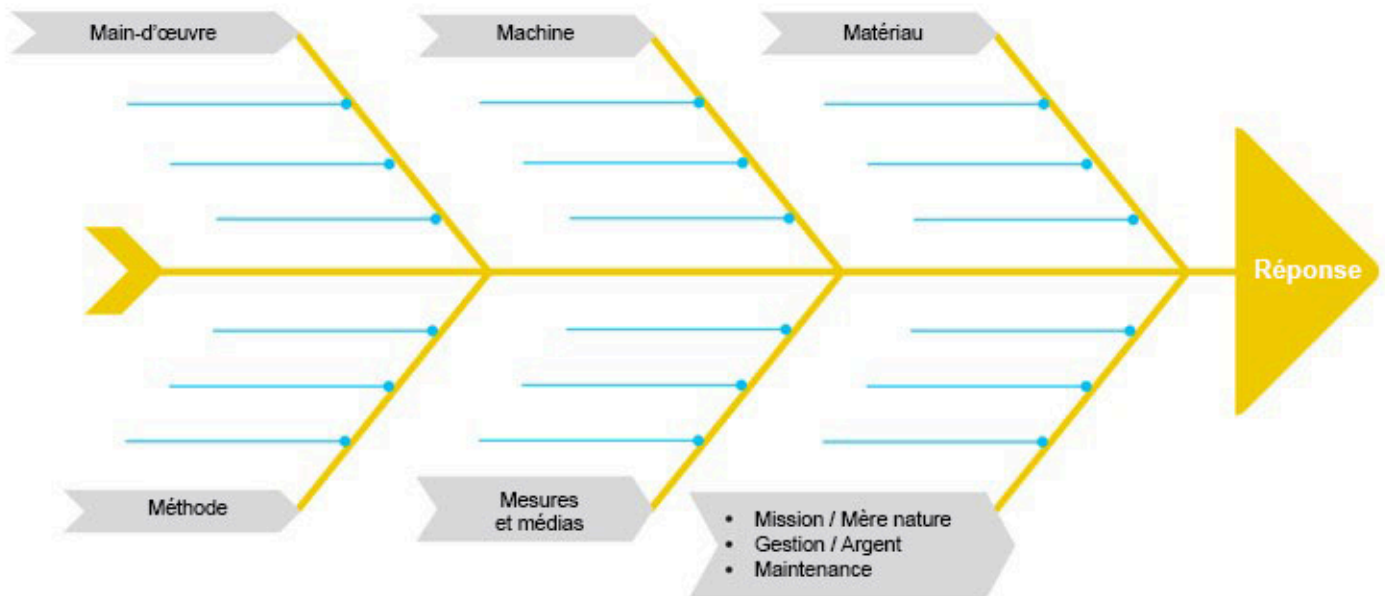 Main-d'œuvre
Machine
Matériau
Réponse
Méthode
Mesures
et médias
• Mission / Mère nature
• Gestion / Argent
• Maintenance